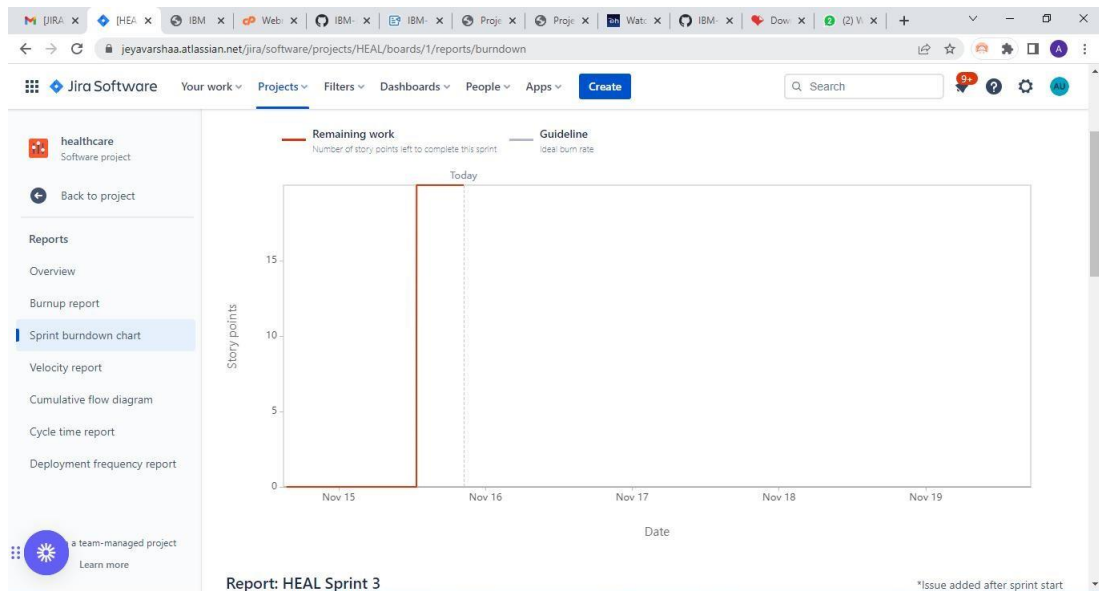 [JIRA
[HEA
IBM
Web
IBM-
IBM-
Proje
Proje
Watc
IBM-
Dow
jeyavarshaa.atlassian.net/jira/software/projects/HEAL/boards/1/reports/burndown
A
Jira Software
Your work
Projects
Filters
Dashboards
People
Apps
Create
Search
9+
AU
healthcare
Software project
Back to project
Reports
Overview
Burnup report
Sprint burndown chart
Velocity report
Cumulative flow diagram
Cycle time report
Deployment frequency report
a team-managed project
Learn more
Remaining work
Number of story points left to complete this sprint
Guideline
Ideal burn rate
Today
Story points
15
10
5
0
Nov 15
Nov 16
Nov 17
Nov 18
Nov 19
Date
Report: HEAL Sprint 3
*Issue added after sprint start